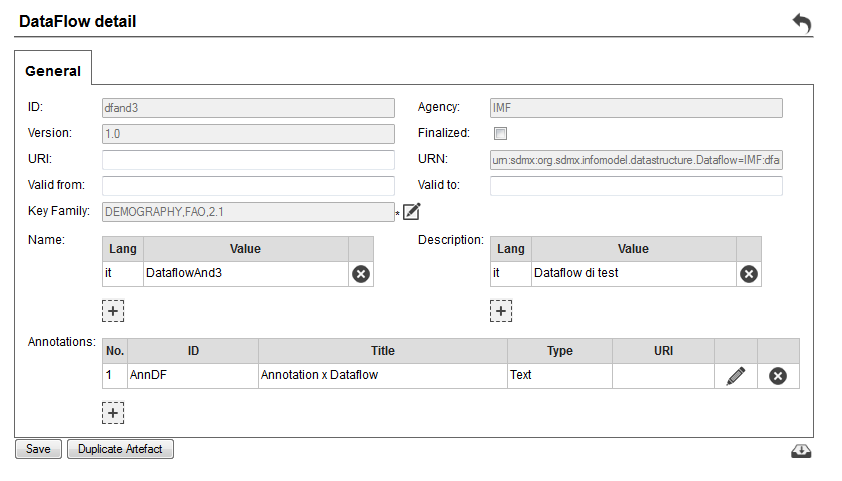 DataFlow detail
General
ID: dfand3 Agency: IMF
Version: 1.0 Finalized:
URI: URN: urn:sdmx:org.sdmx.infomodel.datastructure.Dataflow=IMF:dfa
Valid from: Valid to:
Key Family: DEMOGRAPHY,FAO,2.1 *
Name: Lang Value Description: Lang Value
it DataflowAnd3 it Dataflow di test
+ +
Annotations: No. ID Title Type URI
1 AnnDF Annotation x Dataflow Text
+
Save Duplicate Artefact